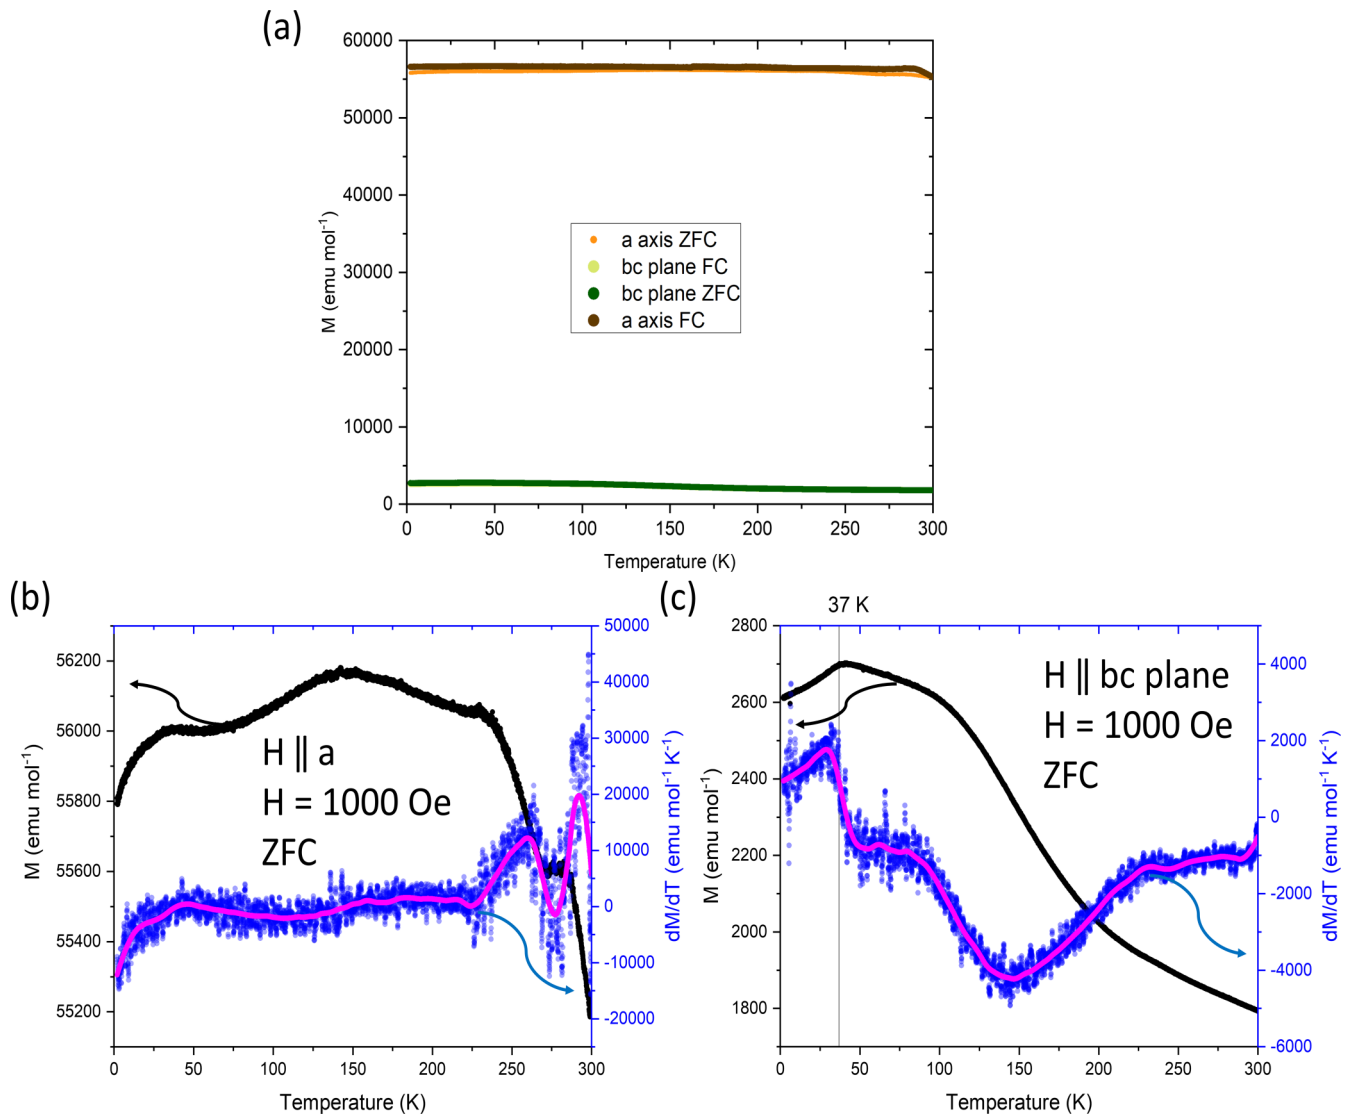 (a)
60000
50000
40000
30000
20000
10000
0
M (emu mol⁻¹)
a axis ZFC
bc plane FC
bc plane ZFC
a axis FC
0 50 100 150 200 250 300
Temperature (K)
(b)
56200
56000
55800
55600
55400
55200
M (emu mol⁻¹)
H || a
H = 1000 Oe
ZFC
50000
40000
30000
20000
10000
0
-10000
-20000
dM/dT (emu mol⁻¹ K⁻¹)
0 50 100 150 200 250 300
Temperature (K)
(c)
37 K
2800
2600
2400
2200
2000
1800
M (emu mol⁻¹)
H || bc plane
H = 1000 Oe
ZFC
4000
2000
0
-2000
-4000
-6000
dM/dT (emu mol⁻¹ K⁻¹)
0 50 100 150 200 250 300
Temperature (K)